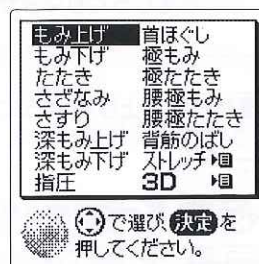 もみ上げ 首ほぐし
もみ下げ 極もみ
たたき 極たたき
さざなみ 腰極もみ
さすり 腰極たたき
深もみ上げ 背筋のばし
深もみ下げ ストレッチ
指圧 3D
で選び、決定を
押してください。